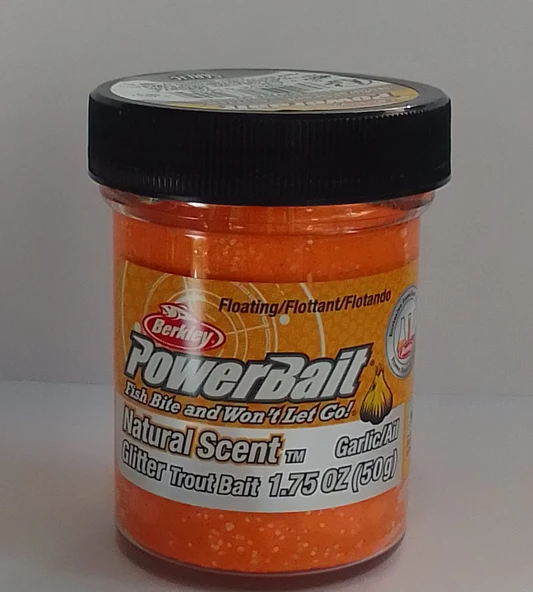 GARLIC
Floating/Flottant/Flotando
Berkley
PowerBait®
Fish Bite and Won't Let Go!®
Natural Scent™
Garlic/Ail
Glitter Trout Bait 1.75 OZ (50g)